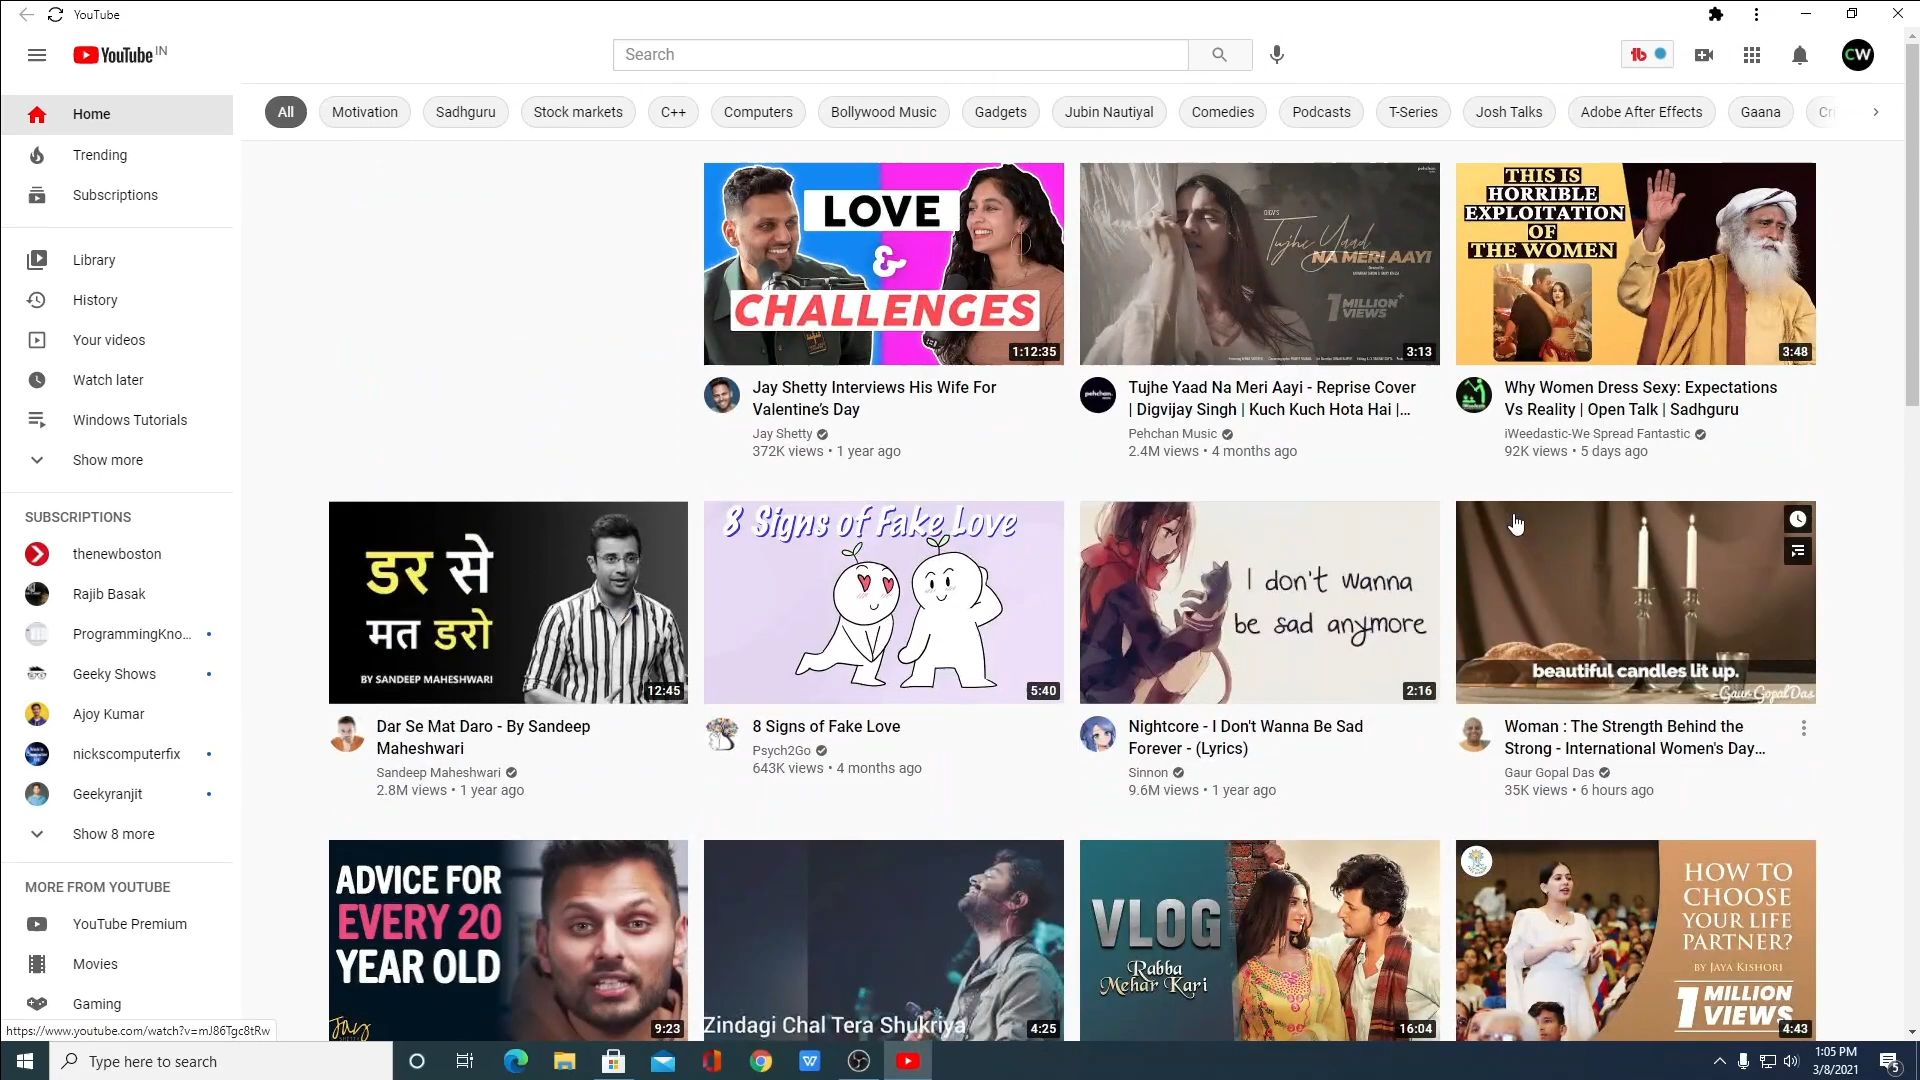 YouTube
YouTube IN
Search
CW
Home
Trending
Subscriptions
Library
History
Your videos
Watch later
Windows Tutorials
Show more
SUBSCRIPTIONS
thenewboston
Rajib Basak
ProgrammingKno...
Geeky Shows
Ajoy Kumar
nickscomputerfix
Geekyranjit
Show 8 more
MORE FROM YOUTUBE
YouTube Premium
Movies
Gaming
All Motivation Sadhguru Stock markets C++ Computers Bollywood Music Gadgets Jubin Nautiyal Comedies Podcasts T-Series Josh Talks Adobe After Effects Gaana Cri
LOVE
&
CHALLENGES
1:12:35
Jay Shetty Interviews His Wife For
Valentine's Day
Jay Shetty
372K views • 1 year ago
Tujhe Yaad
NA MERI AAYI
1 MILLION+
VIEWS
3:13
Tujhe Yaad Na Meri Aayi - Reprise Cover
| Digvijay Singh | Kuch Kuch Hota Hai |...
Pehchan Music
2.4M views • 4 months ago
THIS IS
HORRIBLE
EXPLOITATION
OF
THE WOMEN
3:48
Why Women Dress Sexy: Expectations
Vs Reality | Open Talk | Sadhguru
iWeedastic-We Spread Fantastic
92K views • 5 days ago
डर से
मत डरो
BY SANDEEP MAHESHWARI
12:45
Dar Se Mat Daro - By Sandeep
Maheshwari
Sandeep Maheshwari
2.8M views • 1 year ago
8 Signs of Fake Love
5:40
8 Signs of Fake Love
Psych2Go
643K views • 4 months ago
I don't wanna
be sad anymore
2:16
Nightcore - I Don't Wanna Be Sad
Forever - (Lyrics)
Sinnon
9.6M views • 1 year ago
beautiful candles lit up.
Gaur Gopal Das
Woman : The Strength Behind the
Strong - International Women's Day...
Gaur Gopal Das
35K views • 6 hours ago
ADVICE FOR
EVERY 20
YEAR OLD
Jay
9:23
Zindagi Chal Tera Shukriya
4:25
VLOG
Rabba
Mehar Kari
16:04
HOW TO
CHOOSE
YOUR LIFE
PARTNER?
BY JAYA KISHORI
1 MILLION
VIEWS
4:43
https://www.youtube.com/watch?v=mJ86Tgc8tRw
Type here to search
1:05 PM
3/8/2021
5